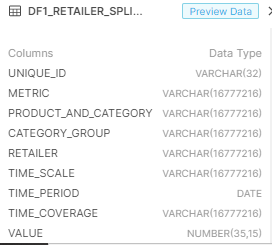 DF1_RETAILER_SPLI...
Preview Data
Columns Data Type
UNIQUE_ID VARCHAR(32)
METRIC VARCHAR(16777216)
PRODUCT_AND_CATEGORY VARCHAR(16777216)
CATEGORY_GROUP VARCHAR(16777216)
RETAILER VARCHAR(16777216)
TIME_SCALE VARCHAR(16777216)
TIME_PERIOD DATE
TIME_COVERAGE VARCHAR(16777216)
VALUE NUMBER(35,15)